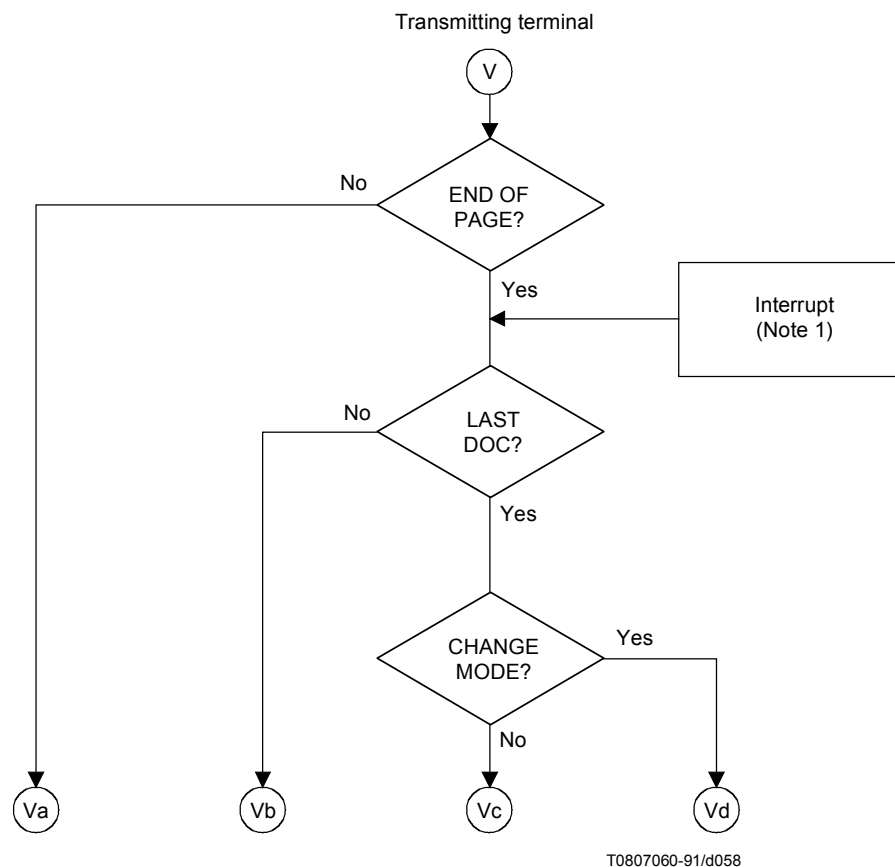 Transmitting terminal
V
No
END OF
PAGE?
Yes
Interrupt
(Note 1)
No
LAST
DOC?
Yes
CHANGE
MODE?
Yes
No
Va
Vb
Vc
Vd
T0807060-91/d058